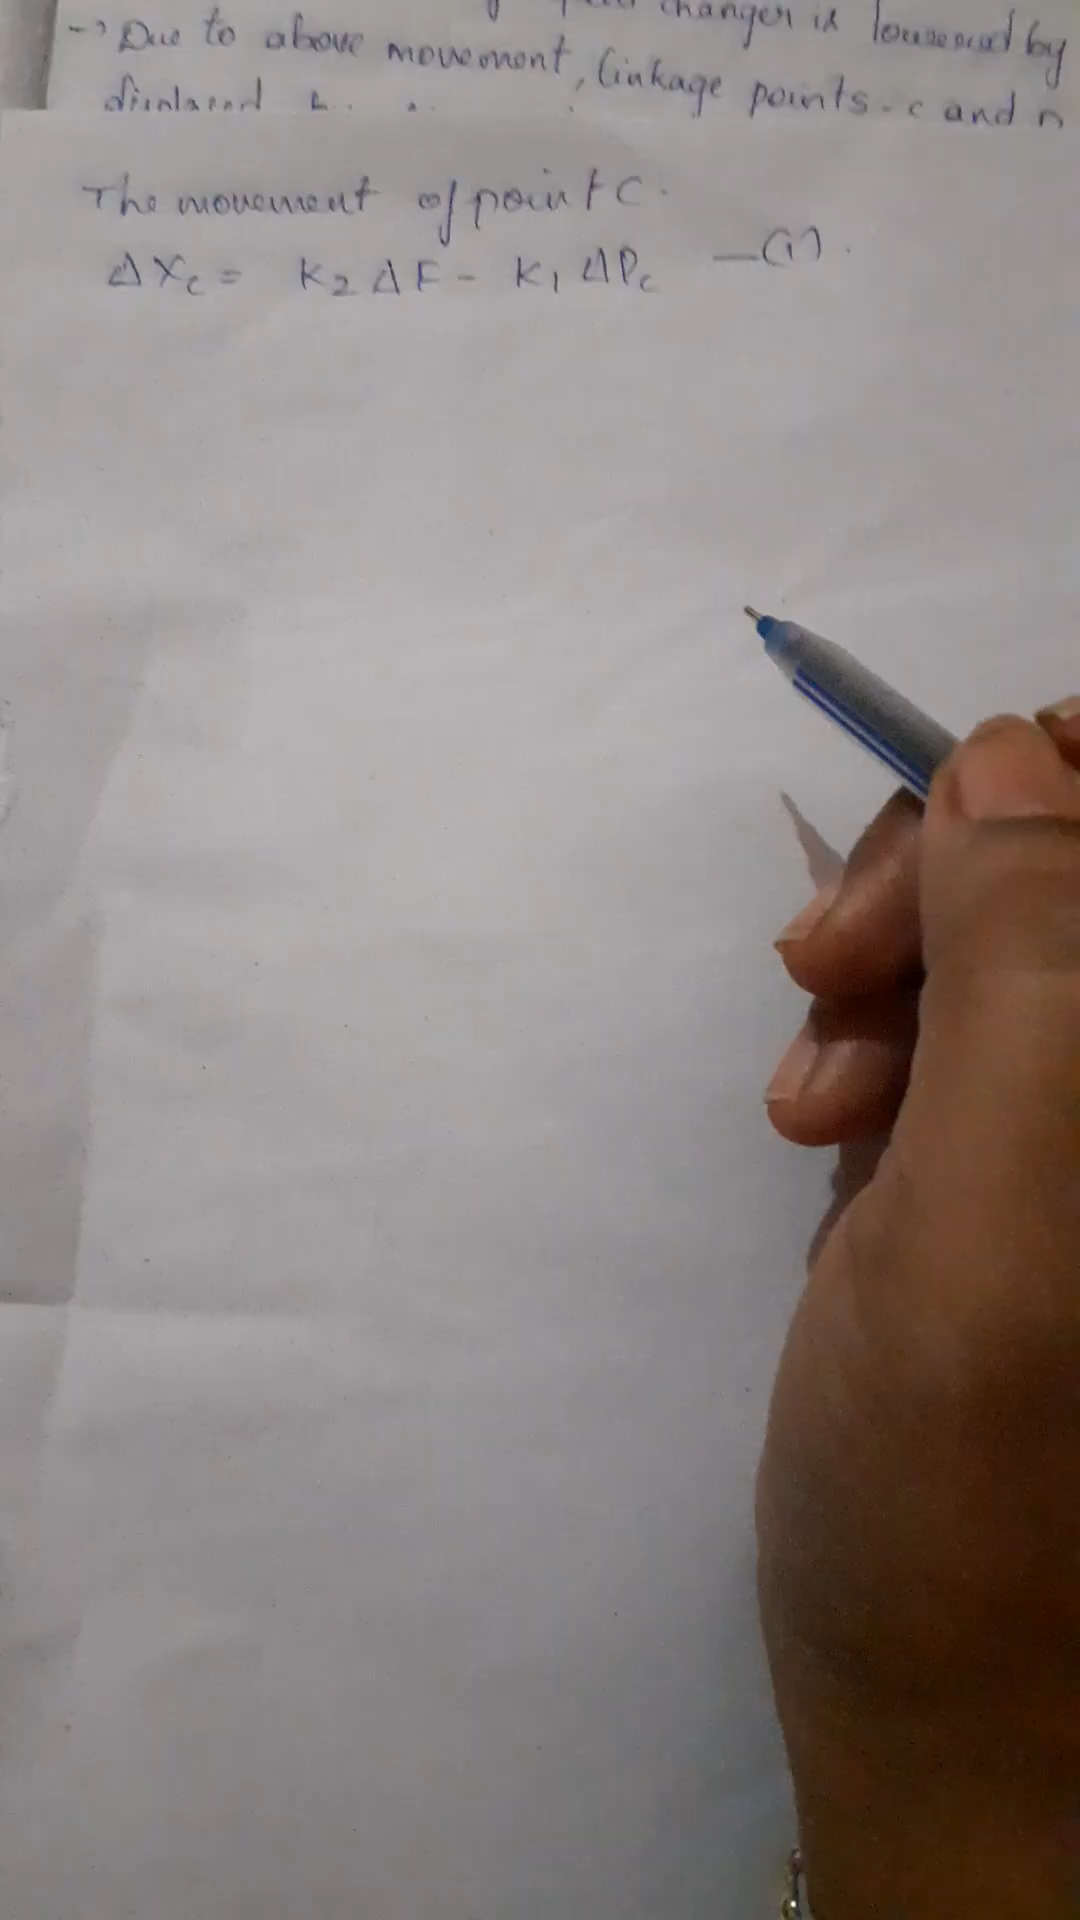 changer is lowered by
-> Due to above movement, linkage points - c and
The movement of point C.
ΔXc = K2 ΔF - K1 ΔPc —(1).